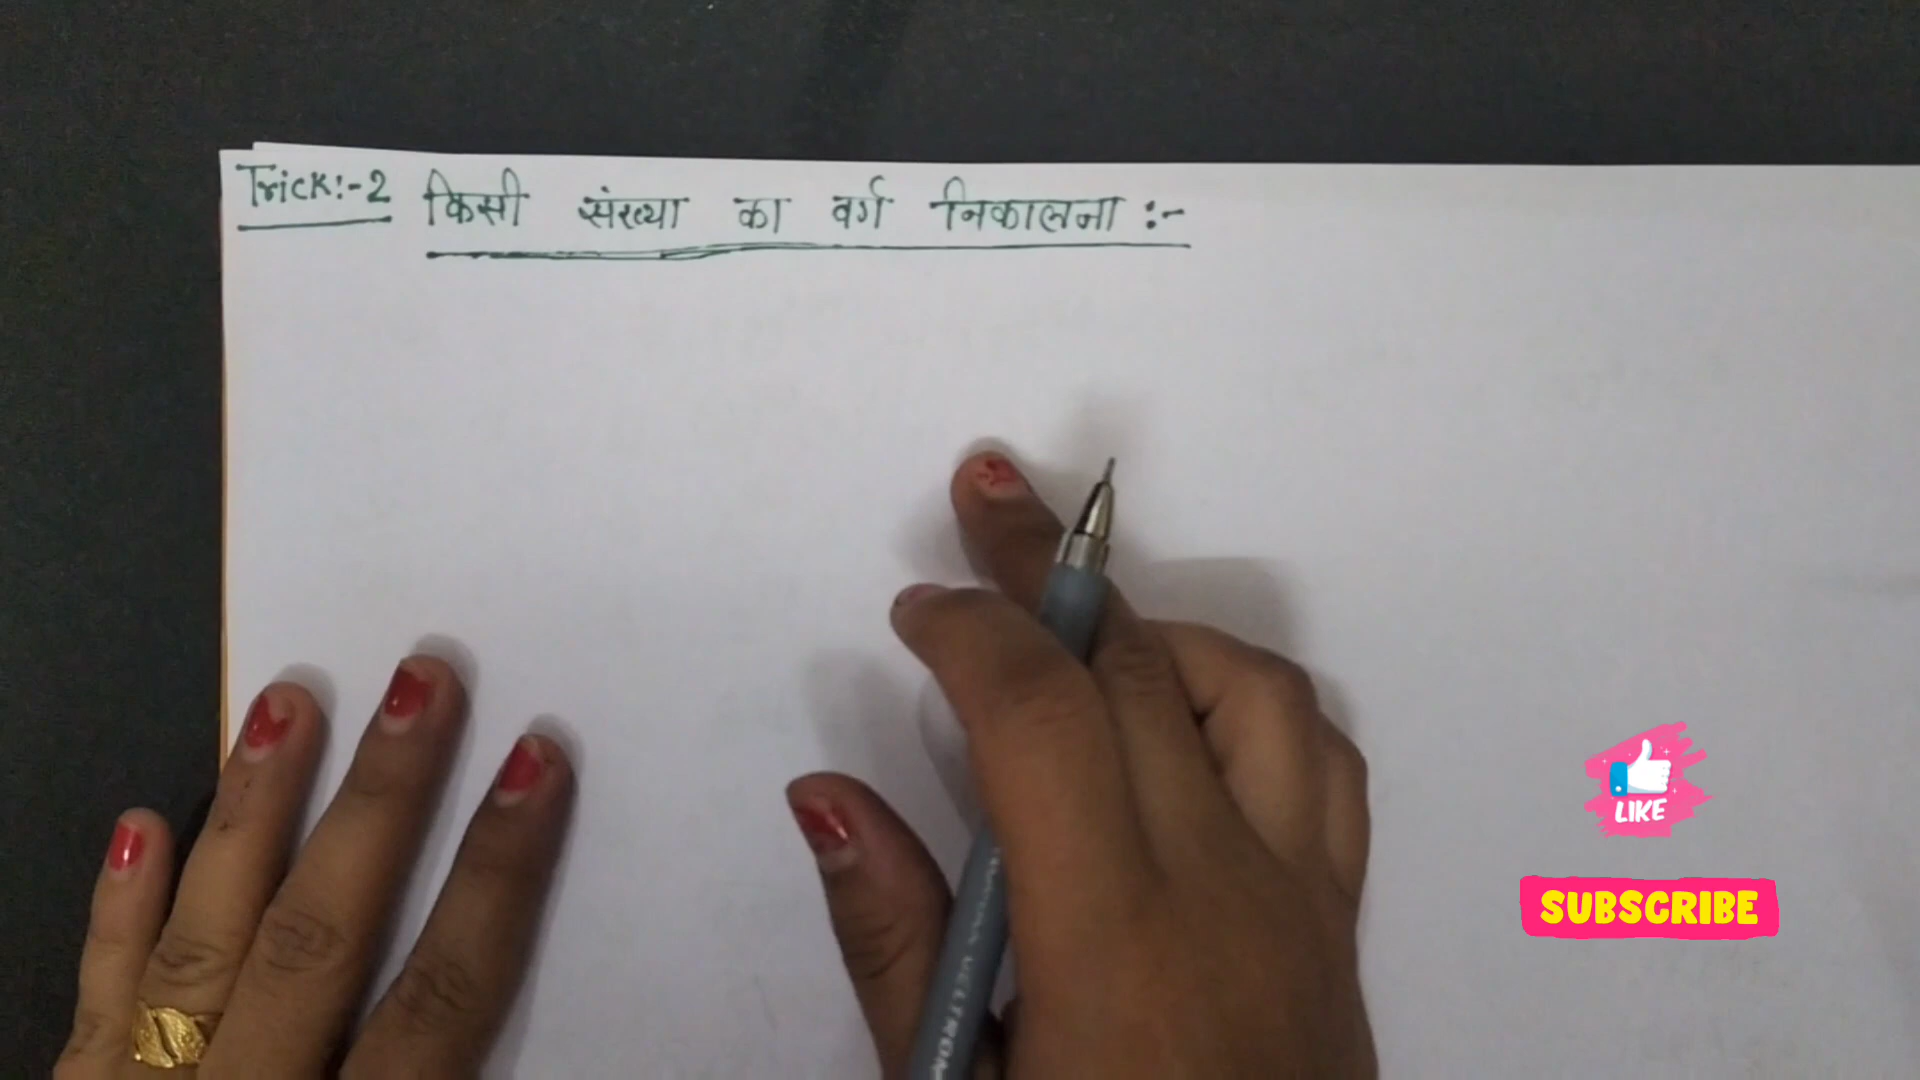 Trick:-2 किसी संख्या का वर्ग निकालना :-
LIKE
SUBSCRIBE